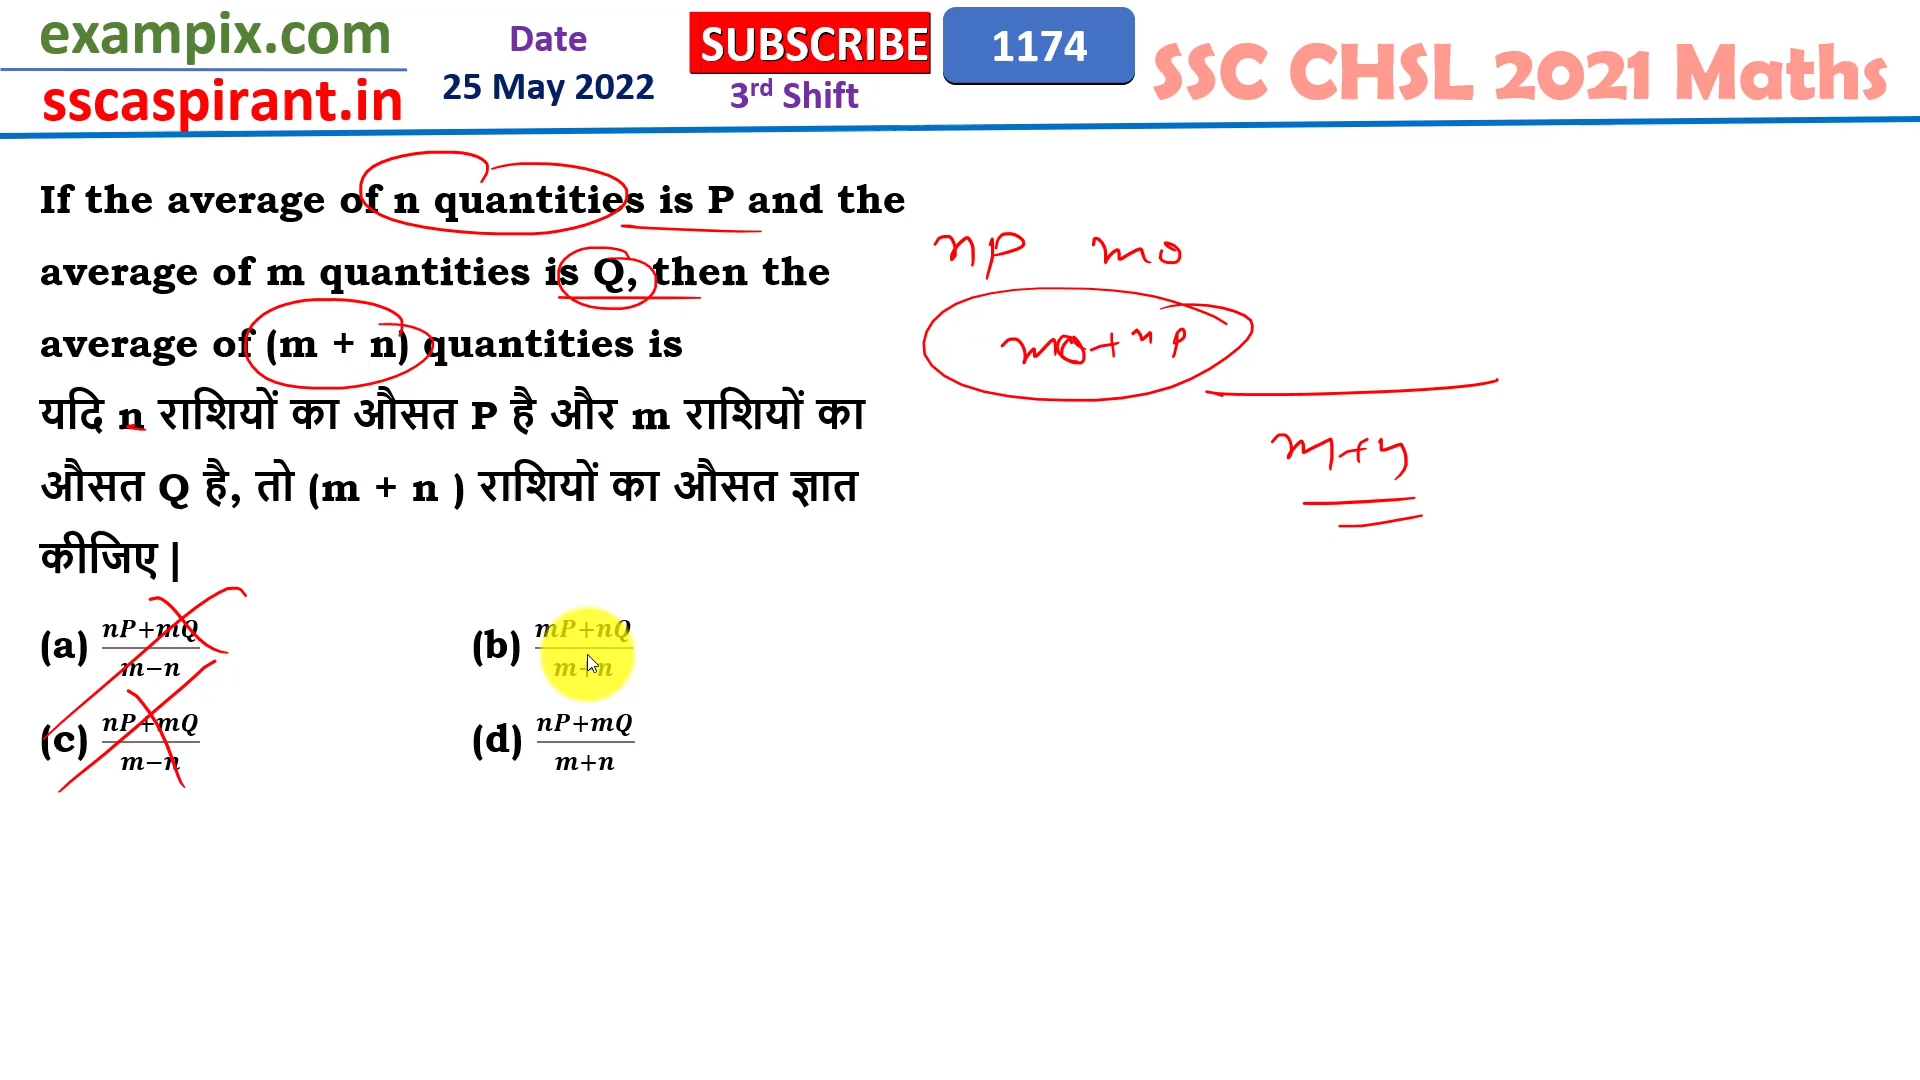 exampix.com
sscaspirant.in
Date
25 May 2022
SUBSCRIBE
3rd Shift
1174
SSC CHSL 2021 Maths
If the average of n quantities is P and the
average of m quantities is Q, then the
average of (m + n) quantities is
यदि n राशियों का औसत P है और m राशियों का
औसत Q है, तो (m + n ) राशियों का औसत ज्ञात
कीजिए |
(a) nP+mQ
m−n
(b) mP+nQ
m+n
(c) nP+mQ
m−n
(d) nP+mQ
m+n
nP mQ
mQ+nP
m+n